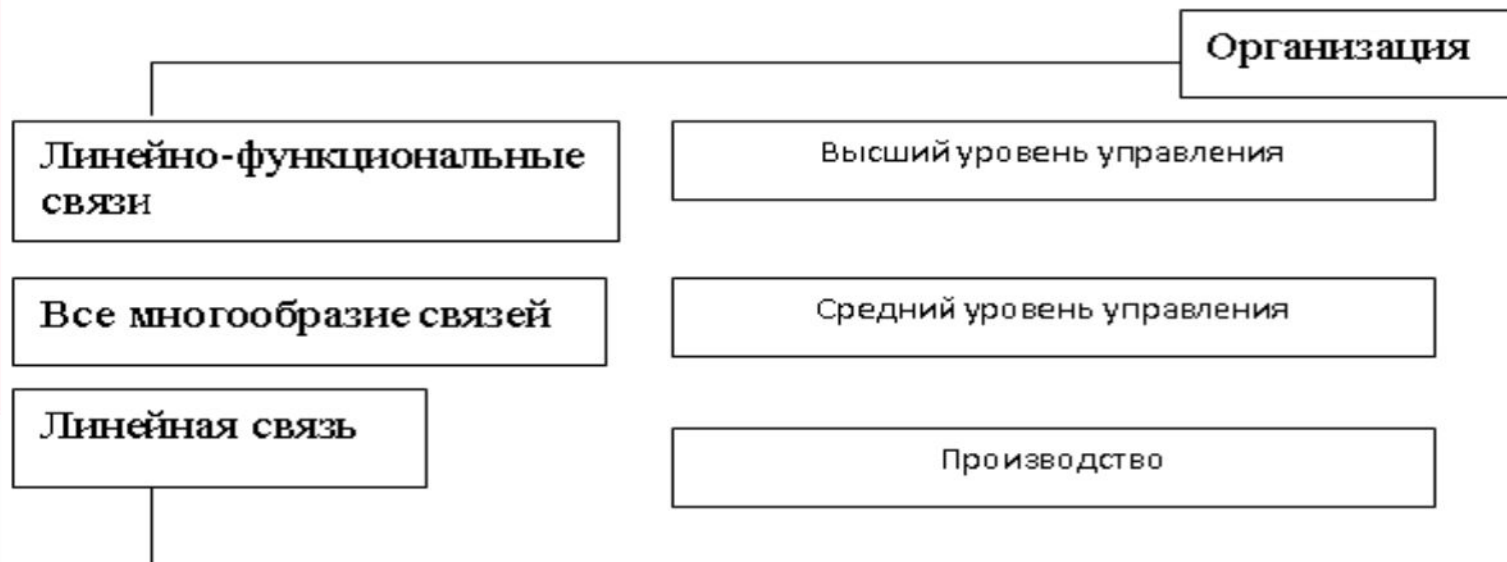 Организация
Линейно-функциональные
связи
Высший уровень управления
Все многообразие связей
Средний уровень управления
Линейная связь
Производство